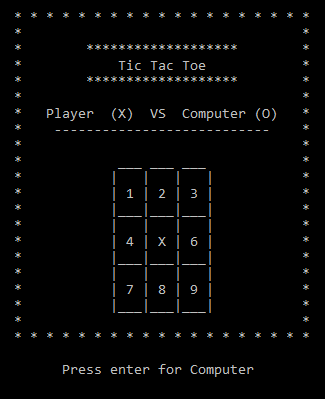 * * * * * * * * * * * * * * * * * * *
* *
* ******************* *
* Tic Tac Toe *
* ******************* *
* *
* Player (X) VS Computer (O) *
* --------------------------- *
* *
* ___ ___ ___ *
* | | | | *
* | 1 | 2 | 3 | *
* |___|___|___| *
* | | | | *
* | 4 | X | 6 | *
* |___|___|___| *
* | | | | *
* | 7 | 8 | 9 | *
* |___|___|___| *
* *
* * * * * * * * * * * * * * * * * * *
Press enter for Computer